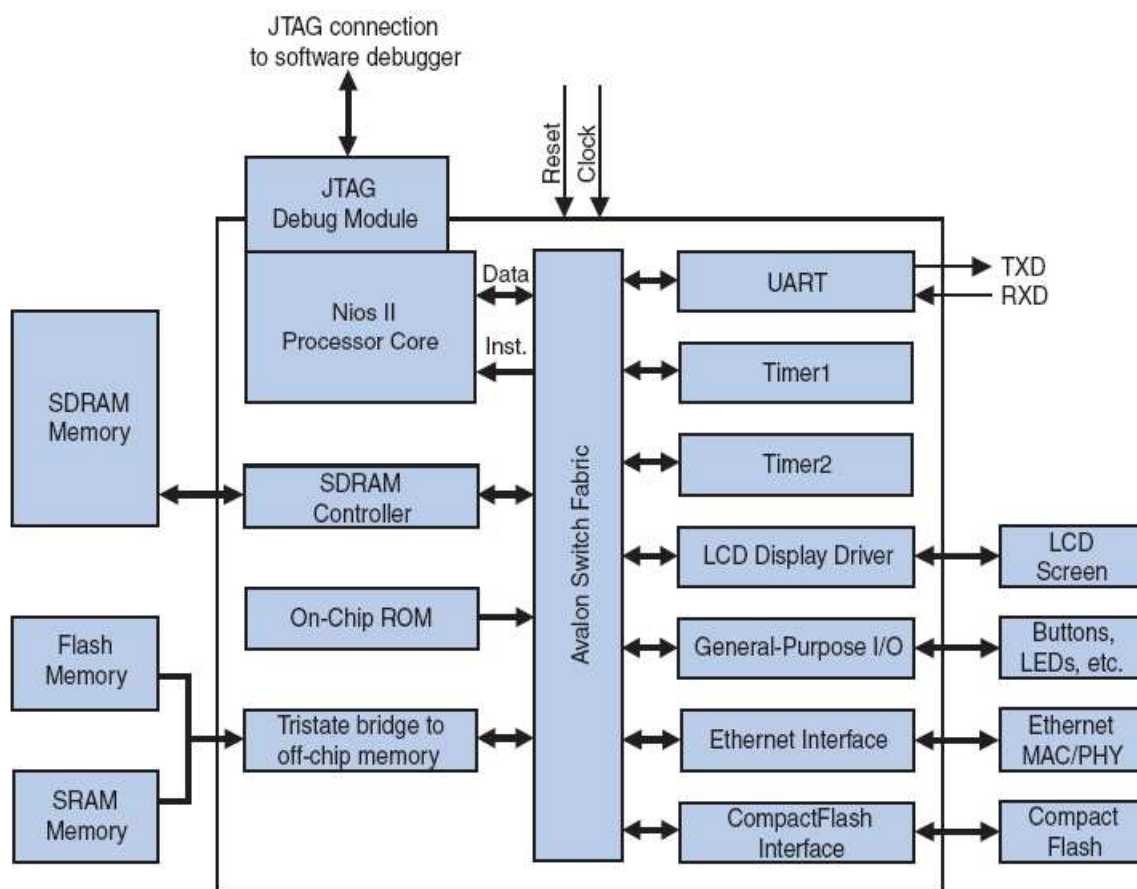 JTAG connection
to software debugger
Reset
Clock
JTAG
Debug Module
Nios II
Processor Core
Data
Inst.
SDRAM
Memory
SDRAM
Controller
On-Chip ROM
Flash
Memory
Tristate bridge to
off-chip memory
SRAM
Memory
Avalon Switch Fabric
UART
TXD
RXD
Timer1
Timer2
LCD Display Driver
LCD
Screen
General-Purpose I/O
Buttons,
LEDs, etc.
Ethernet Interface
Ethernet
MAC/PHY
CompactFlash
Interface
Compact
Flash